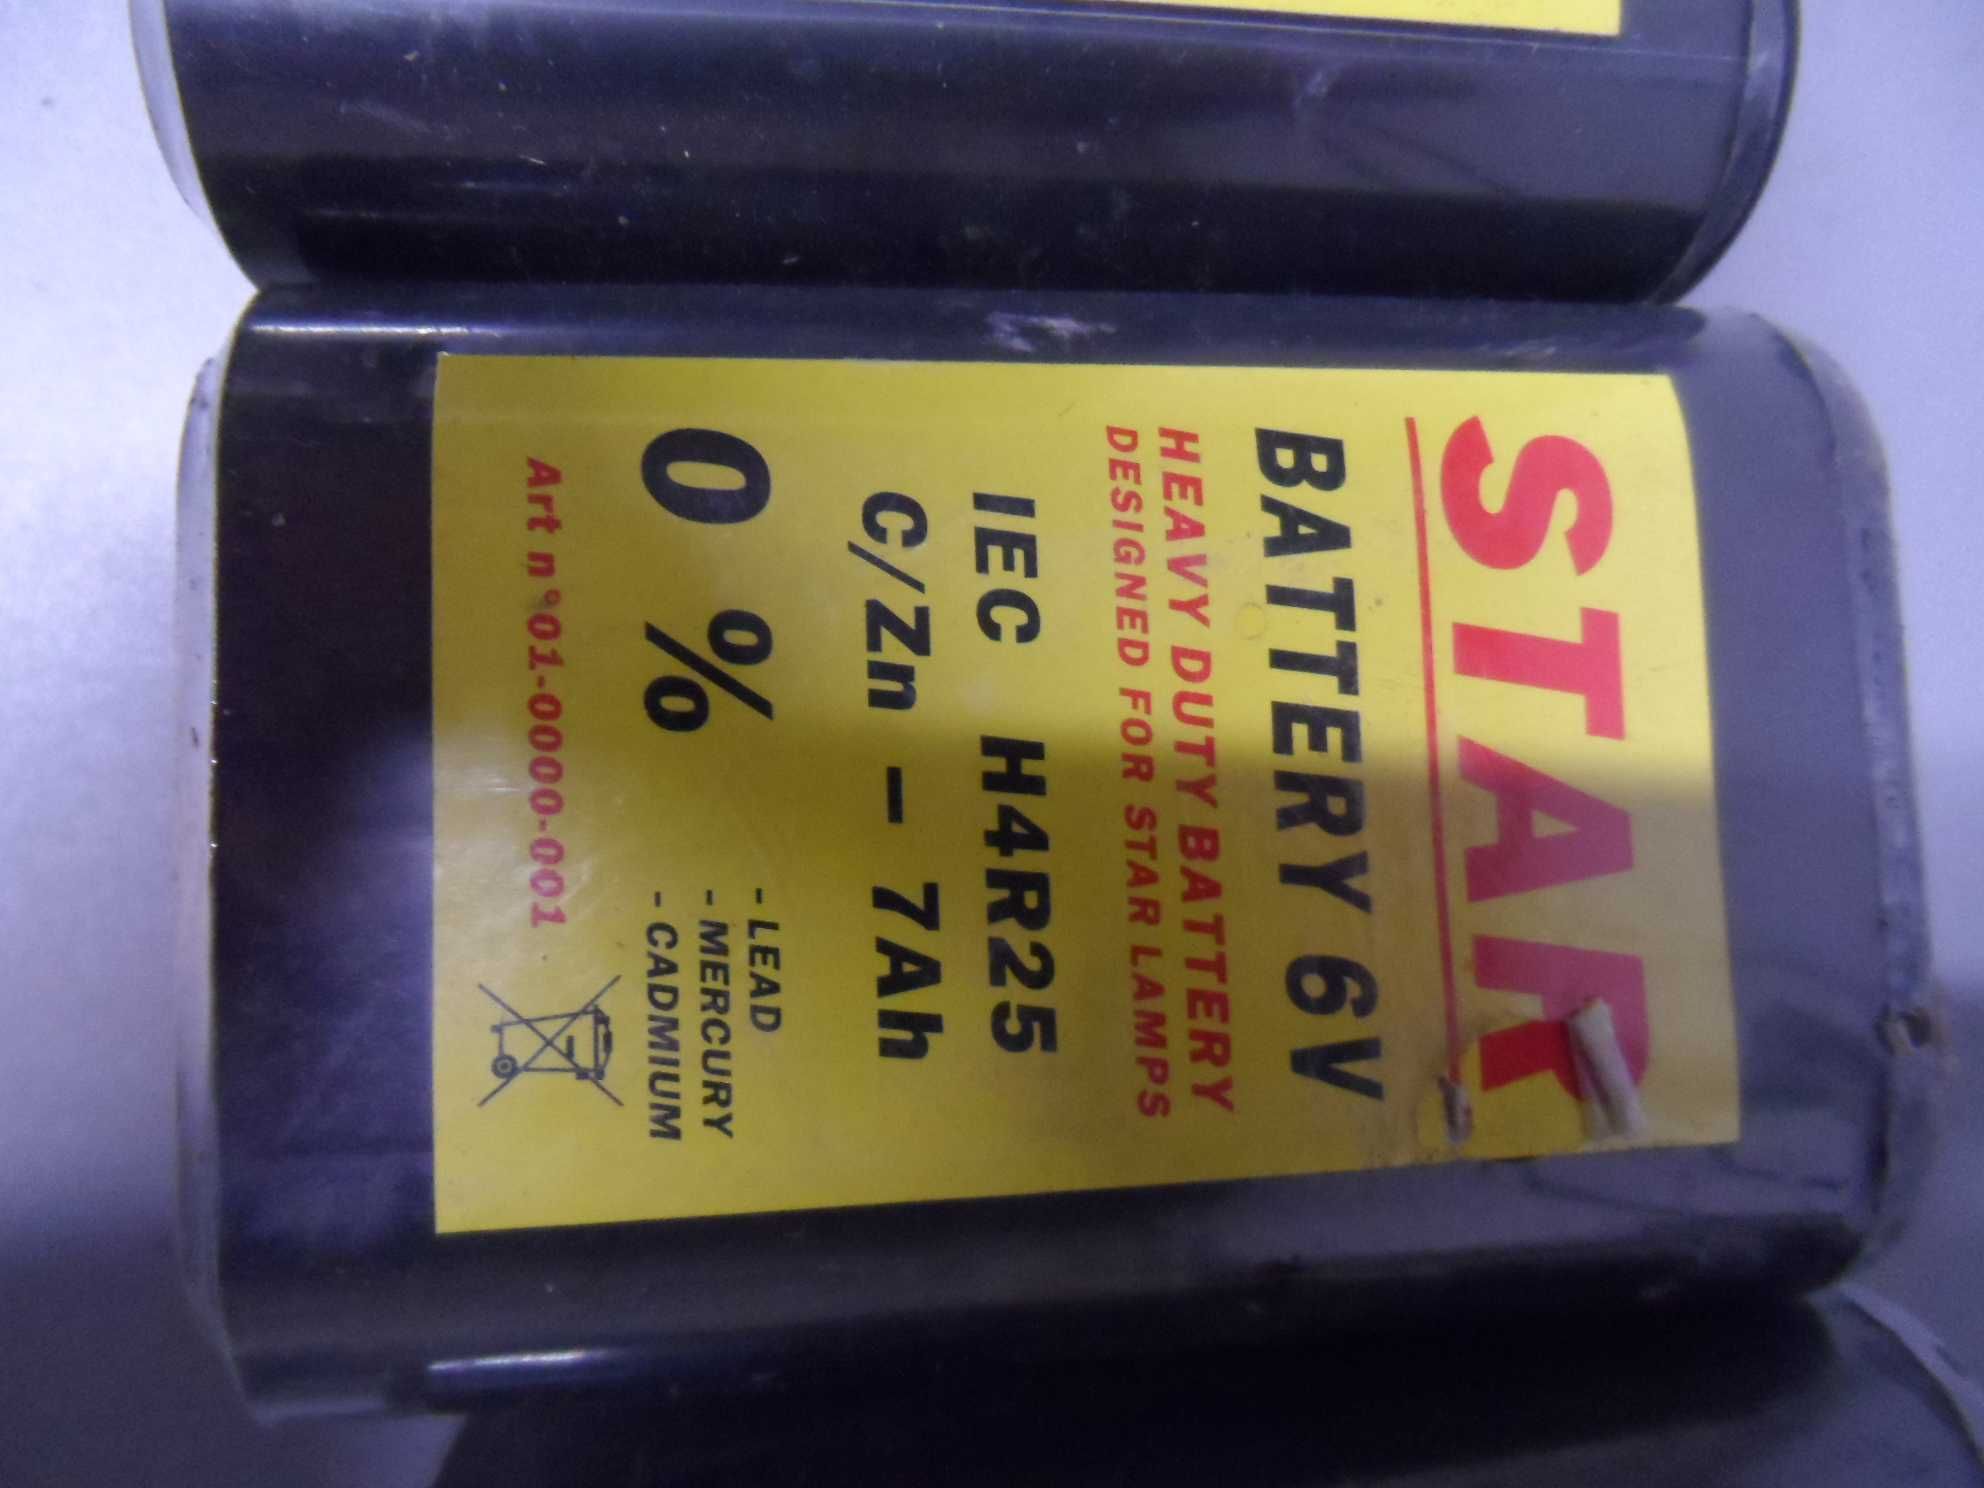 STAR
BATTERY 6V
HEAVY DUTY BATTERY
DESIGNED FOR STAR LAMPS
IEC H4R25
C/Zn - 7Ah
0 %
- LEAD
- MERCURY
- CADMIUM
Art n°01-0000-001